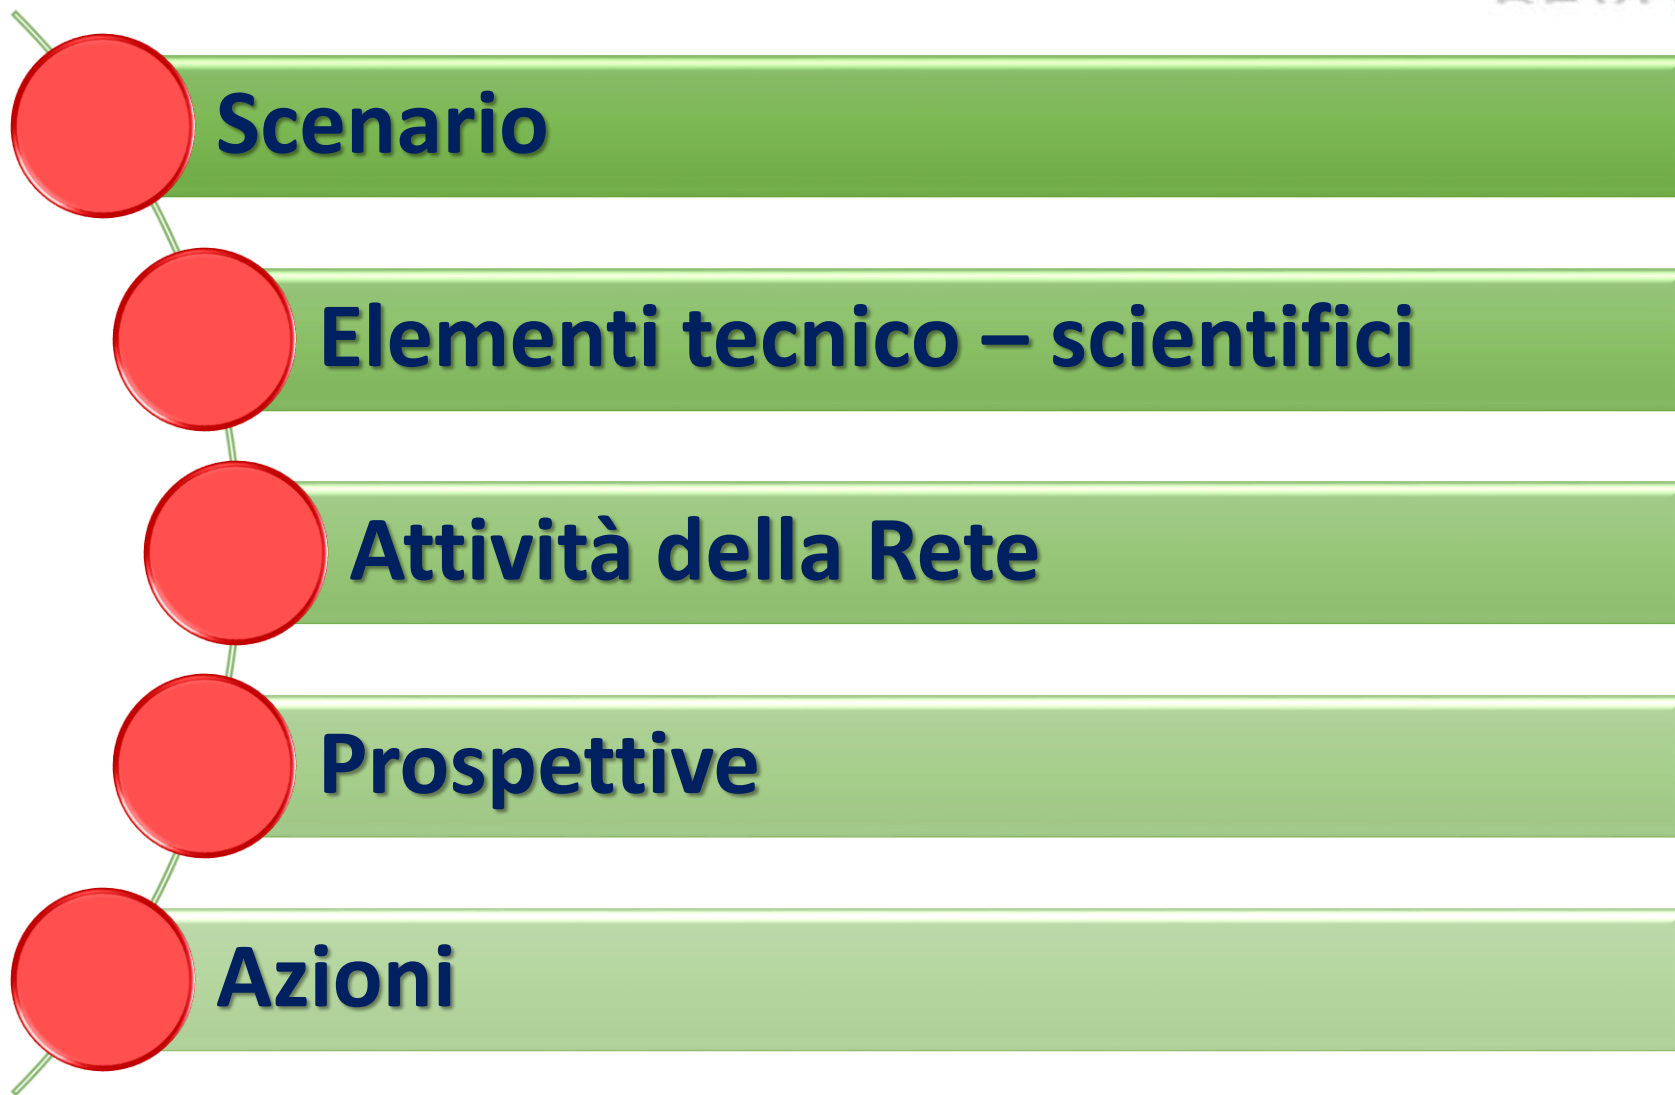 Scenario
Elementi tecnico – scientifici
Attività della Rete
Prospettive
Azioni